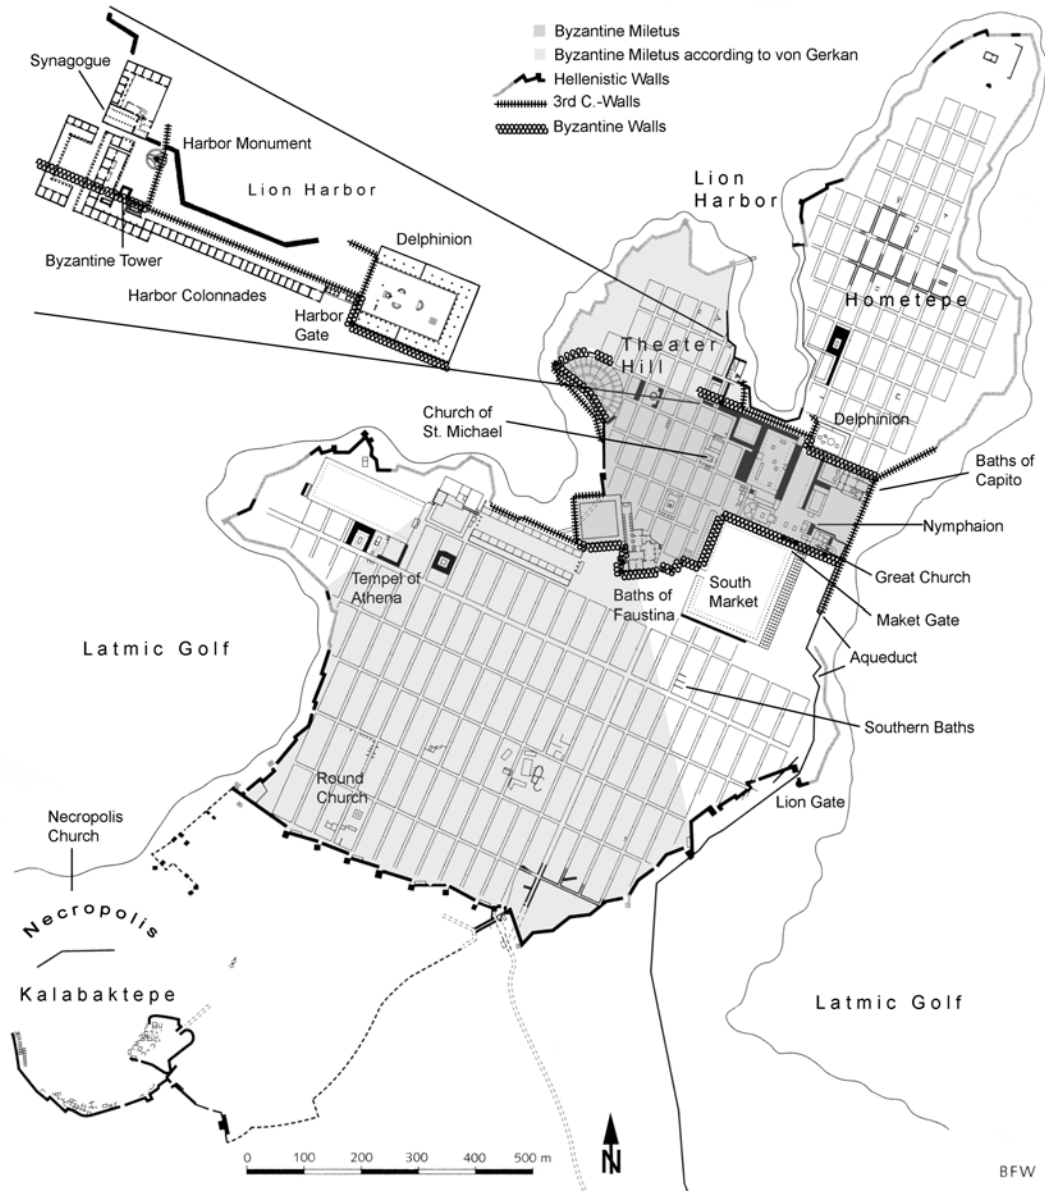 Byzantine Miletus
Byzantine Miletus according to von Gerkan
Hellenistic Walls
3rd C.-Walls
Byzantine Walls
Synagogue
Harbor Monument
Lion Harbor
Delphinion
Byzantine Tower
Harbor Colonnades
Harbor
Gate
Lion
Harbor
Hometepe
Theater
Hill
Church of
St. Michael
Delphinion
Baths of
Capito
Nymphaion
Great Church
Maket Gate
Aqueduct
Southern Baths
South
Market
Baths of
Faustina
Tempel of
Athena
Latmic Golf
Round
Church
Lion Gate
Necropolis
Church
Necropolis
Kalabaktepe
Latmic Golf
N
0 100 200 300 400 500 m
BFW